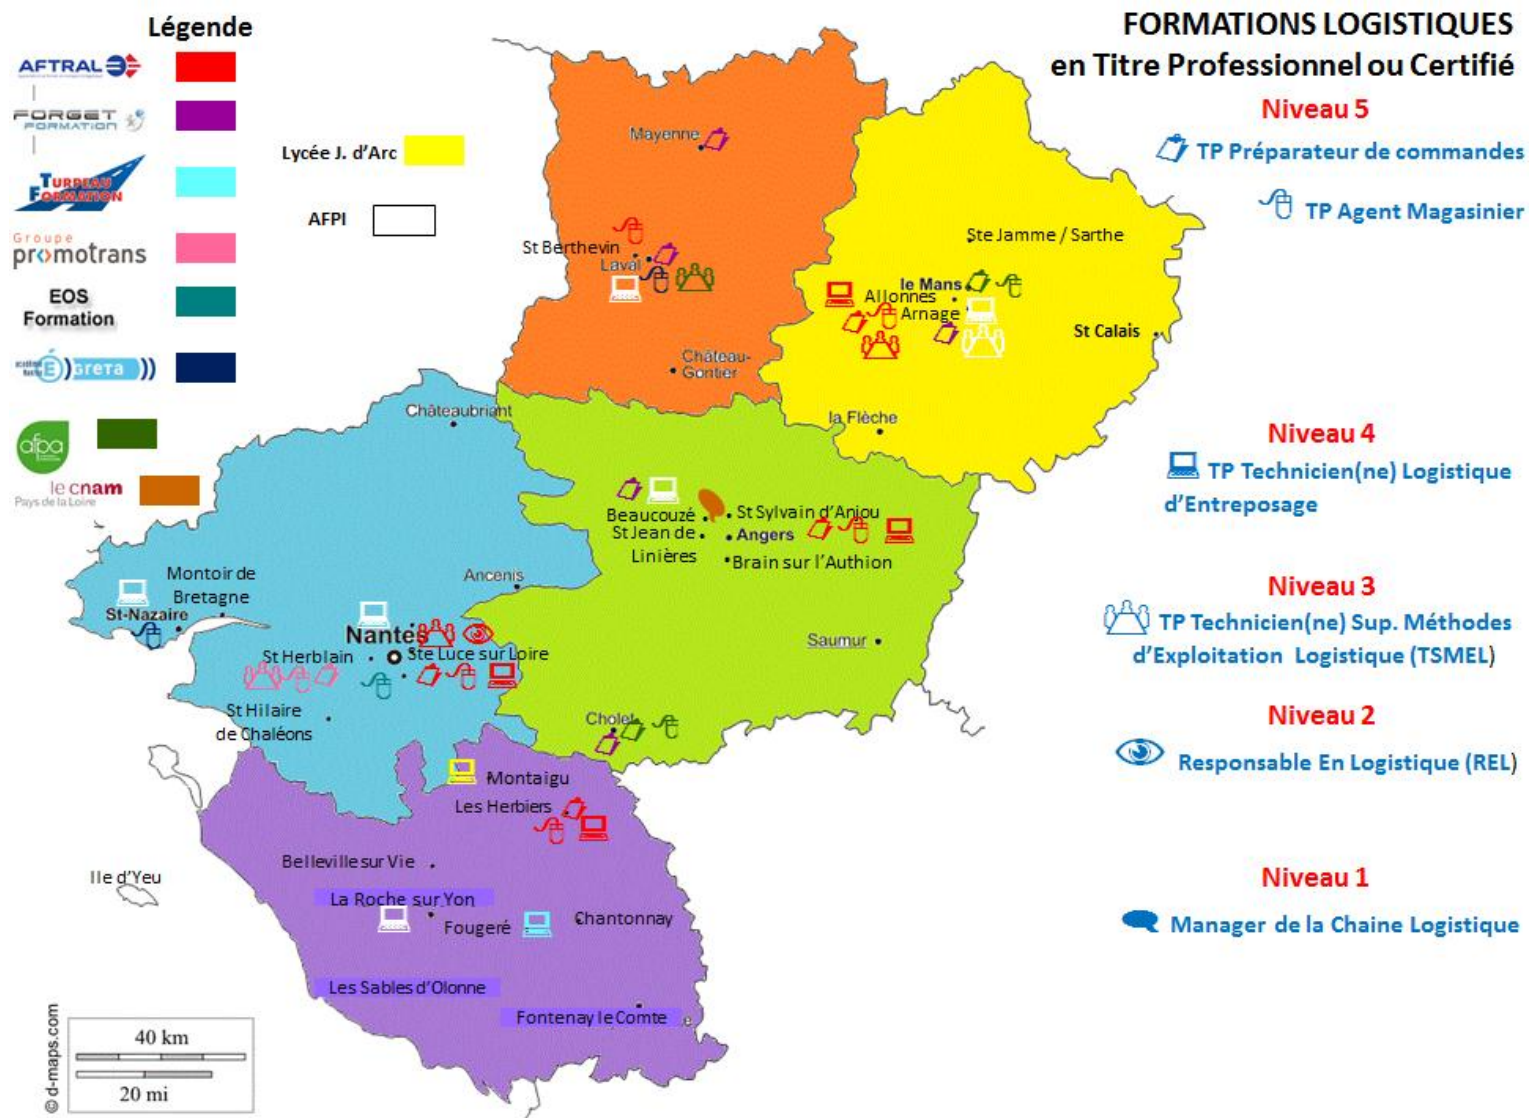 Légende
AFTRAL
FORGET
FORMATION
TURPEAU
FORMATION
Groupe
promotrans
EOS
Formation
GRETA
afpa
le cnam
Pays de la Loire
Lycée J. d'Arc
AFPI
FORMATIONS LOGISTIQUES
en Titre Professionnel ou Certifié
Niveau 5
TP Préparateur de commandes
TP Agent Magasinier
Niveau 4
TP Technicien(ne) Logistique
d'Entreposage
Niveau 3
TP Technicien(ne) Sup. Méthodes
d'Exploitation Logistique (TSMEL)
Niveau 2
Responsable En Logistique (REL)
Niveau 1
Manager de la Chaine Logistique
Mayenne
St Berthevin
Laval
Château-
Gontier
Ste Jamme / Sarthe
le Mans
Allonnes
Arnage
St Calais
la Flèche
Châteaubriant
Beaucouzé
St Sylvain d'Anjou
St Jean de
Linières
Angers
Brain sur l'Authion
Ancenis
Montoir de
Bretagne
St-Nazaire
Nantes
St Herblain
Ste Luce sur Loire
Saumur
St Hilaire
de Chaléons
Cholet
Montaigu
Les Herbiers
Belleville sur Vie
Ile d'Yeu
La Roche sur Yon
Fougeré
Chantonnay
Les Sables d'Olonne
Fontenay le Comte
e
40 km
20 mi
© d-maps.com